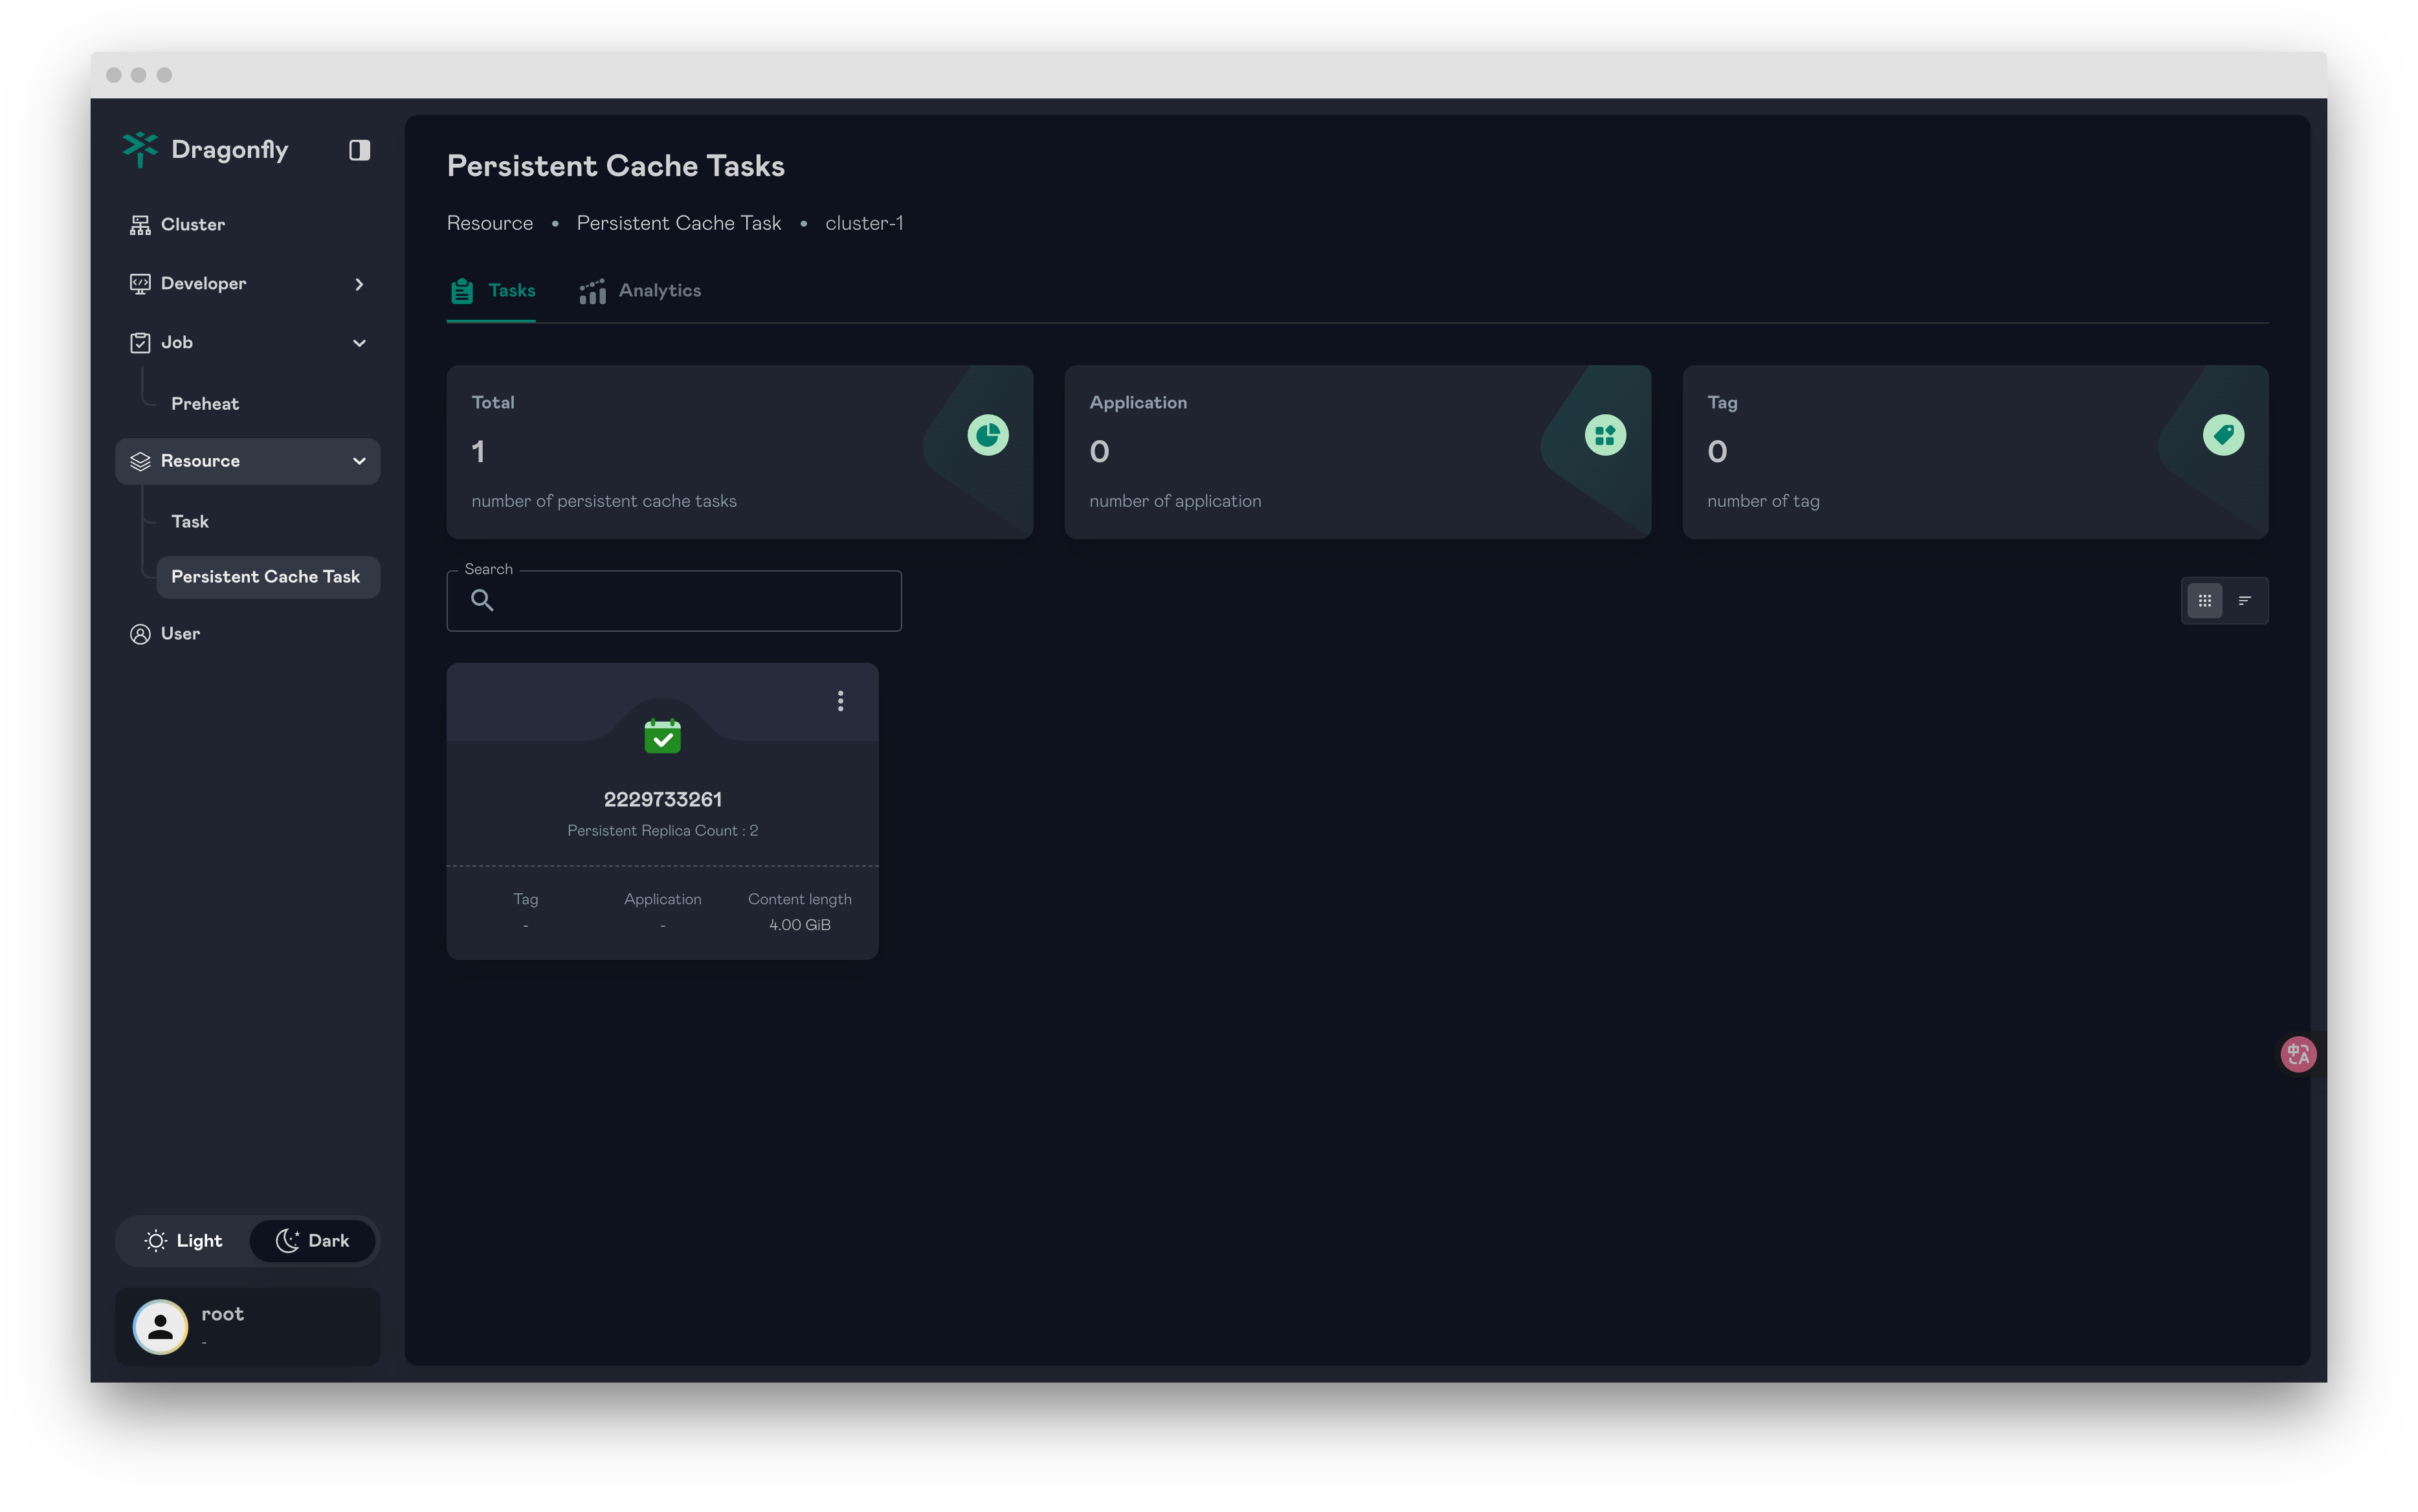 Dragonfly
Cluster
Developer
Job
Preheat
Resource
Task
Persistent Cache Task
User
Light
Dark
root
-
Persistent Cache Tasks
Resource • Persistent Cache Task • cluster-1
Tasks
Analytics
Total
1
number of persistent cache tasks
Application
0
number of application
Tag
0
number of tag
Search
2229733261
Persistent Replica Count : 2
Tag
-
Application
-
Content length
4.00 GiB
中 A